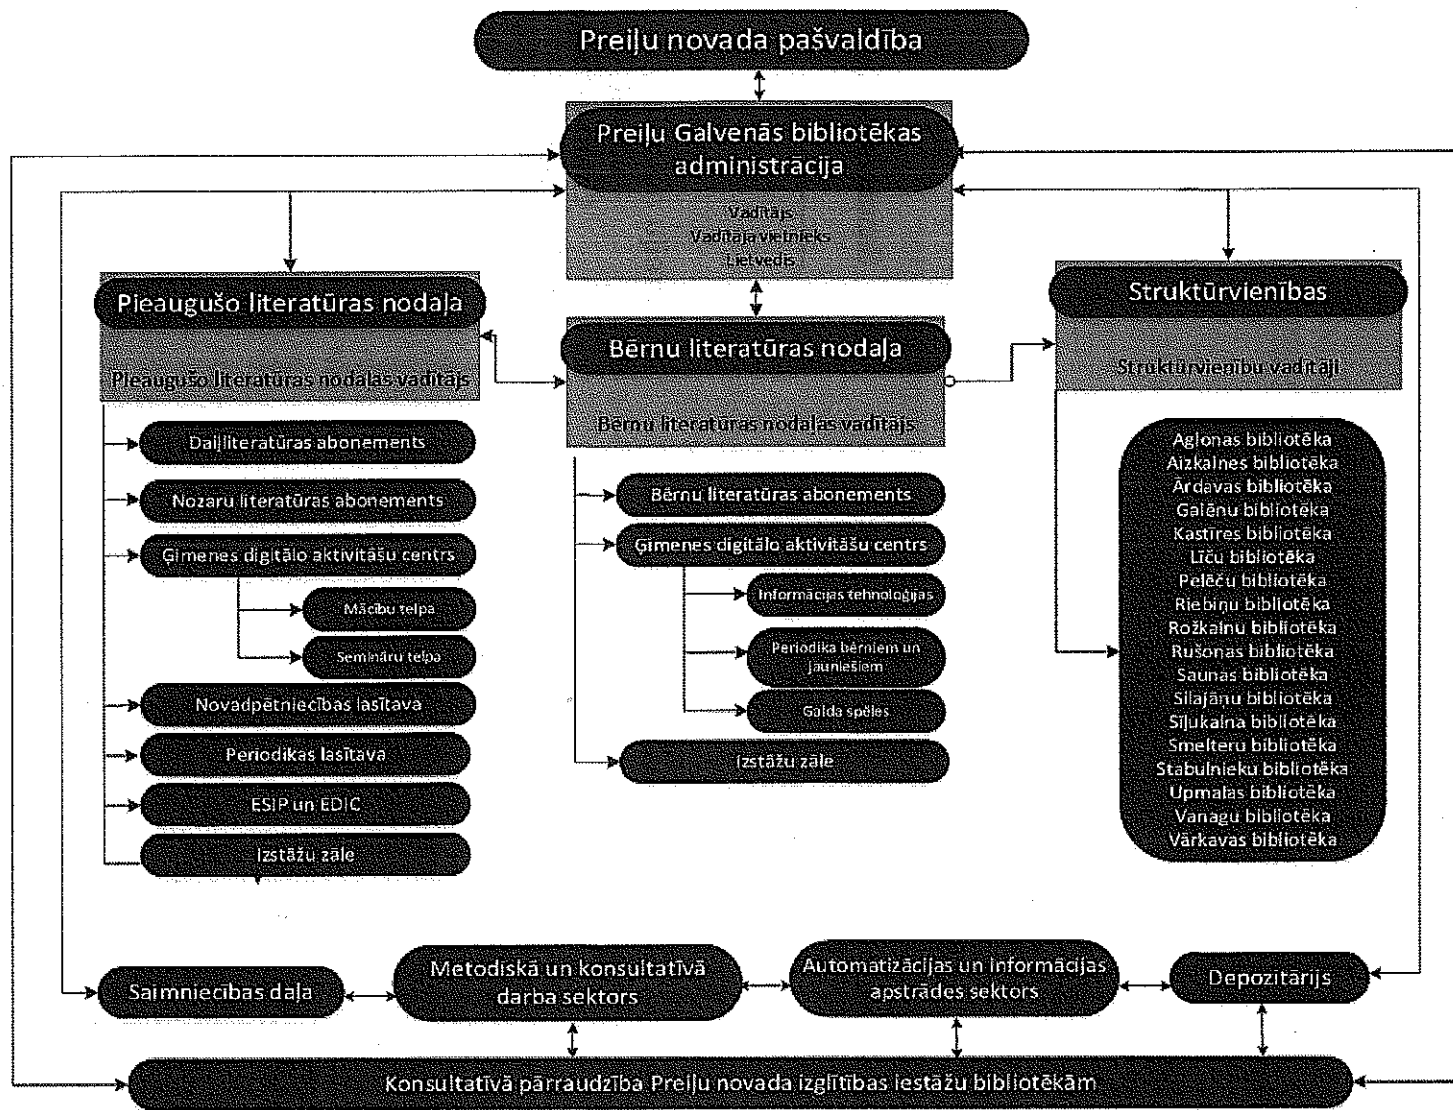 Preiļu novada pašvaldība
Preiļu Galvenās bibliotēkas
administrācija
Vadītājs
Vadītāja vietnieks
Lietvedis
Pieaugušo literatūras nodaļa
Pieaugušo literatūras nodaļas vadītājs
Daiļliteratūras abonements
Nozaru literatūras abonements
Ģimenes digitālo aktivitāšu centrs
Mācību telpa
Semināru telpa
Novadpētniecības lasītava
Periodikas lasītava
ESIP un EDIC
Izstāžu zāle
Bērnu literatūras nodaļa
Bērnu literatūras nodaļas vadītājs
Bērnu literatūras abonements
Ģimenes digitālo aktivitāšu centrs
Informācijas tehnoloģijas
Periodika bērniem un
jauniešiem
Galda spēles
Izstāžu zāle
Struktūrvienības
Struktūrvienību vadītāji
Aglonas bibliotēka
Aizkalnes bibliotēka
Ārdavas bibliotēka
Galēnu bibliotēka
Kastīres bibliotēka
Līču bibliotēka
Pelēču bibliotēka
Riebiņu bibliotēka
Rožkalnu bibliotēka
Rušonas bibliotēka
Saunas bibliotēka
Silajāņu bibliotēka
Sīļukalna bibliotēka
Smelteru bibliotēka
Stabulnieku bibliotēka
Upmalas bibliotēka
Vanagu bibliotēka
Vārkavas bibliotēka
Saimniecības daļa
Metodiskā un konsultatīvā
darba sektors
Automatizācijas un informācijas
apstrādes sektors
Depozitārijs
Konsultatīvā pārraudzība Preiļu novada izglītības iestāžu bibliotēkām